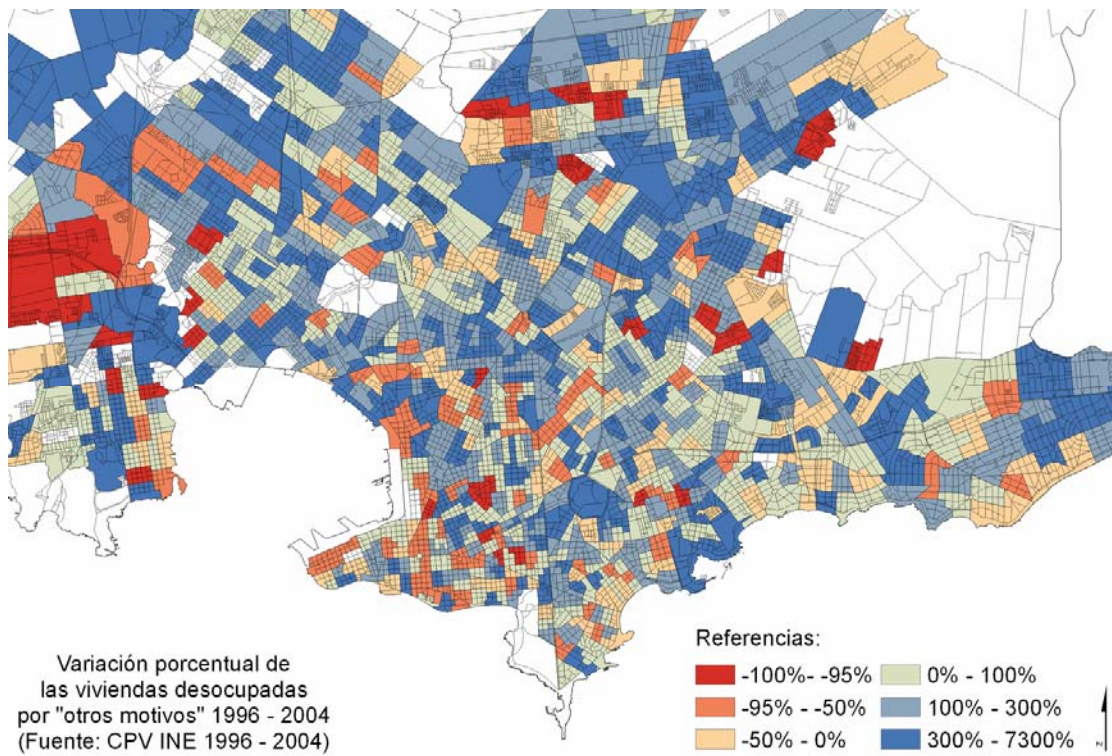 Variación porcentual de
las viviendas desocupadas
por "otros motivos" 1996 - 2004
(Fuente: CPV INE 1996 - 2004)
Referencias:
-100%- -95%
-95% - -50%
-50% - 0%
0% - 100%
100% - 300%
300% - 7300%
N